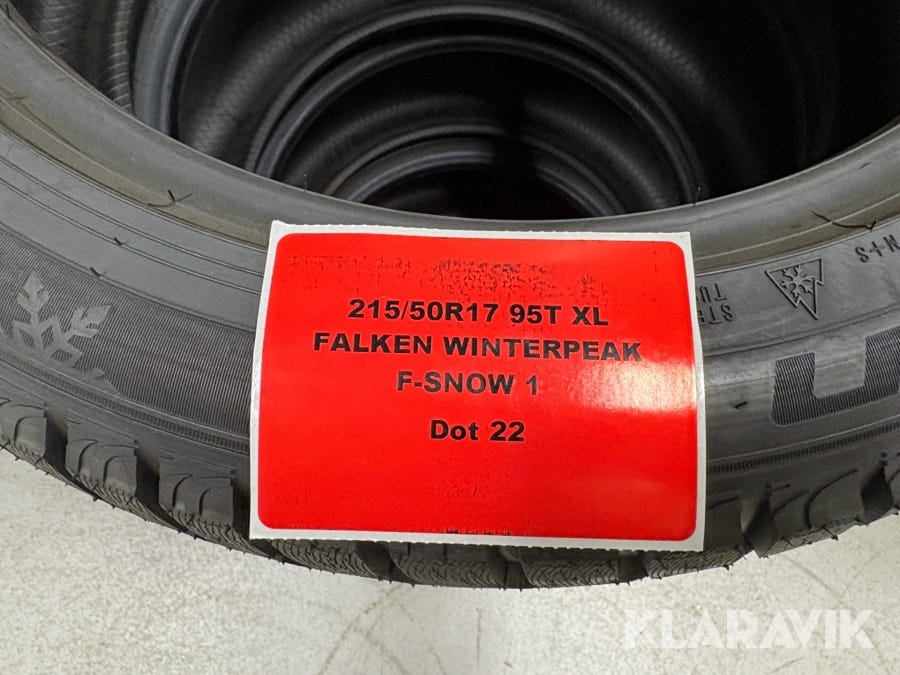 M+S
215/50R17 95T XL
FALKEN WINTERPEAK
F-SNOW 1
Dot 22
KLARAVIK